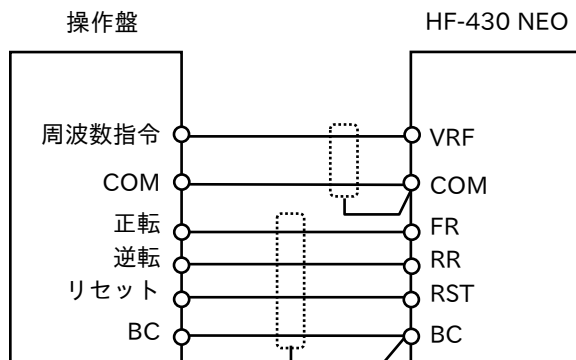 操作盤 HF-430 NEO
周波数指令 VRF
COM COM
正転 FR
逆転 RR
リセット RST
BC BC